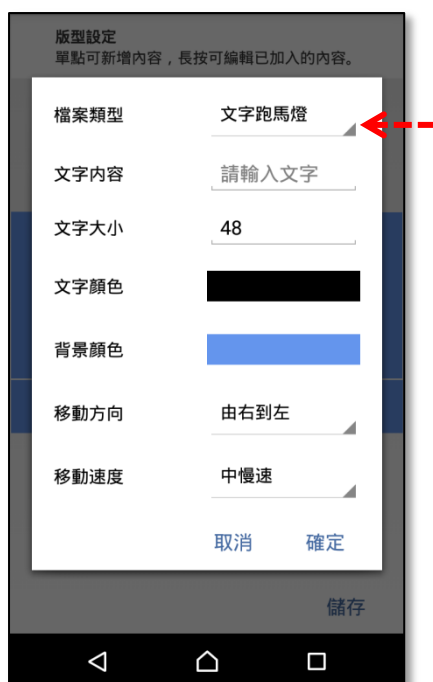 版型設定
單點可新增內容，長按可編輯已加入的內容。
檔案類型 文字跑馬燈
文字内容 請輸入文字
文字大小 48
文字顏色
背景顏色
移動方向 由右到左
移動速度 中慢速
取消 確定
儲存